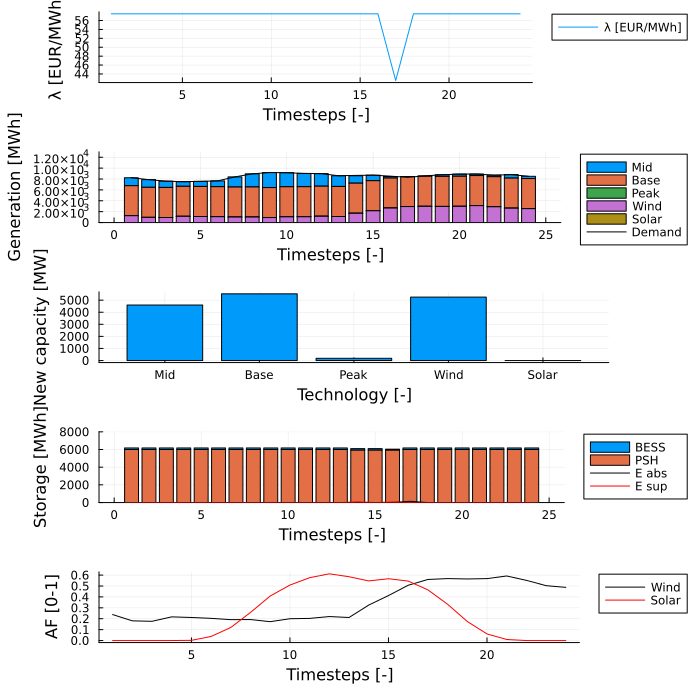 λ [EUR/MWh]
56
54
52
50
48
46
44
5
10
15
20
Timesteps [-]
λ [EUR/MWh]
Generation [MWh]
1.20×10⁴
1.00×10⁴
8.00×10³
6.00×10³
4.00×10³
2.00×10³
0
0
5
10
15
20
25
Timesteps [-]
Mid
Base
Peak
Wind
Solar
Demand
New capacity [MW]
5000
4000
3000
2000
1000
0
Mid
Base
Peak
Wind
Solar
Technology [-]
Storage [MWh]
8000
6000
4000
2000
0
0
5
10
15
20
25
Timesteps [-]
BESS
PSH
E abs
E sup
AF [0-1]
0.6
0.5
0.4
0.3
0.2
0.1
0.0
5
10
15
20
Timesteps [-]
Wind
Solar